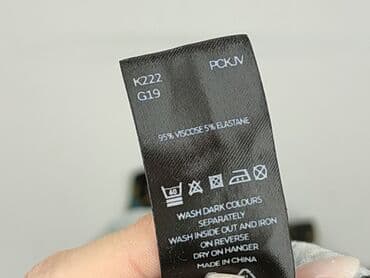 K222 PCKJV
G19
95% VISCOSE 5% ELASTANE
40
WASH DARK COLOURS
SEPARATELY
WASH INSIDE OUT AND IRON
ON REVERSE
DRY ON HANGER
MADE IN CHINA